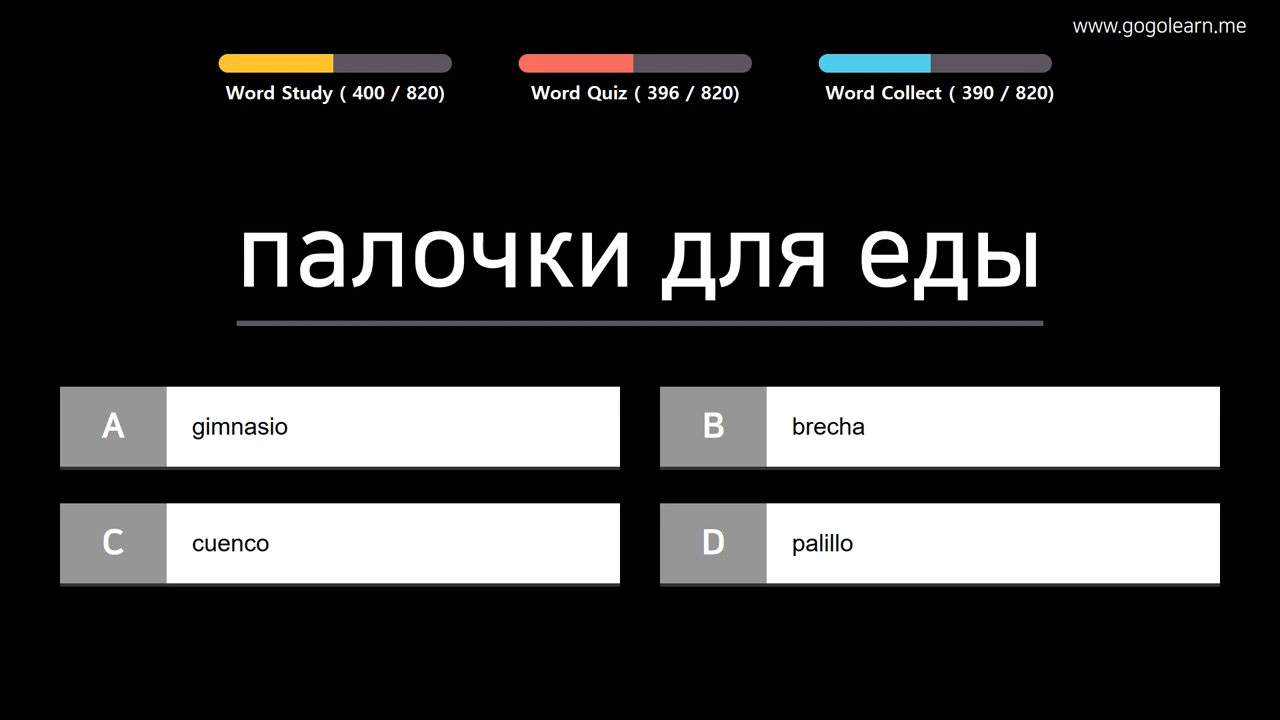 www.gogolearn.me
Word Study ( 400 / 820)
Word Quiz ( 396 / 820)
Word Collect ( 390 / 820)
палочки для еды
A
gimnasio
B
brecha
C
cuenco
D
palillo